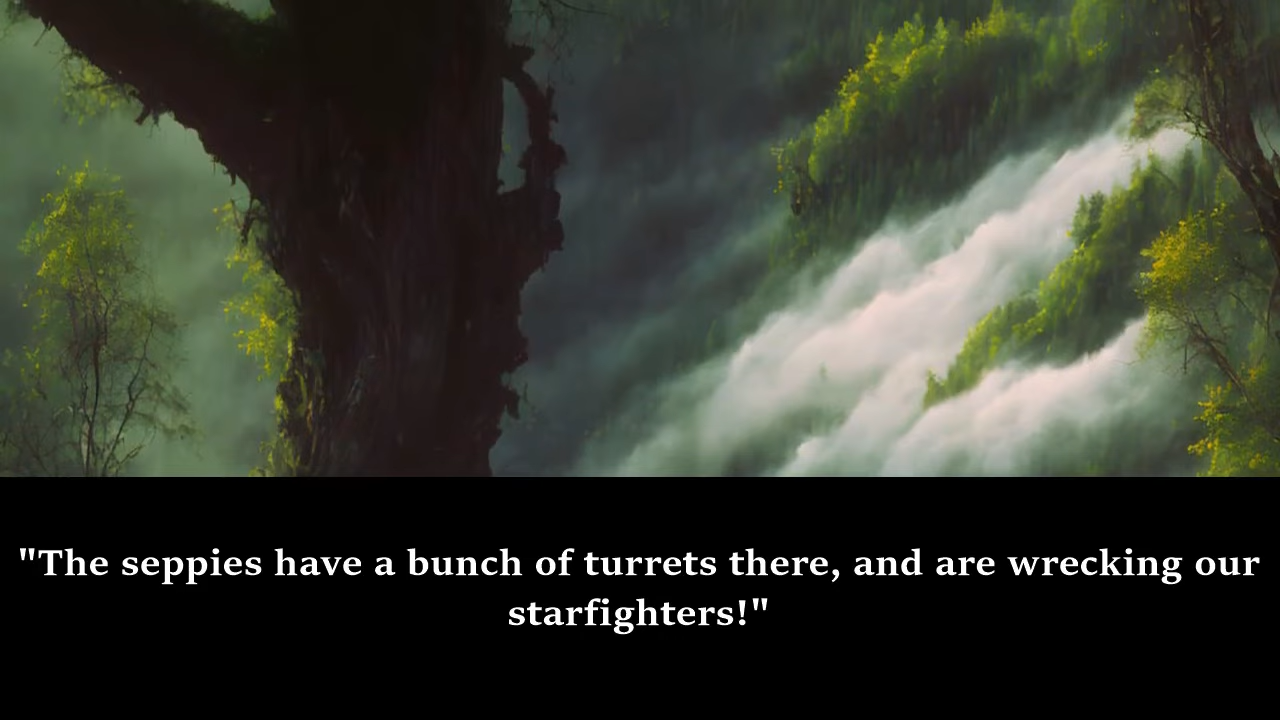 "The seppies have a bunch of turrets there, and are wrecking our
starfighters!"